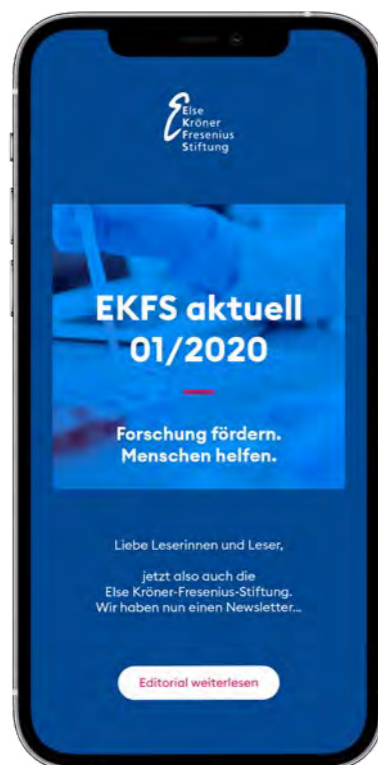 Else
Kröner
Fresenius
Stiftung
EKFS aktuell
01/2020
Forschung fördern.
Menschen helfen.
Liebe Leserinnen und Leser,
jetzt also auch die
Else Kröner-Fresenius-Stiftung.
Wir haben nun einen Newsletter...
Editorial weiterlesen